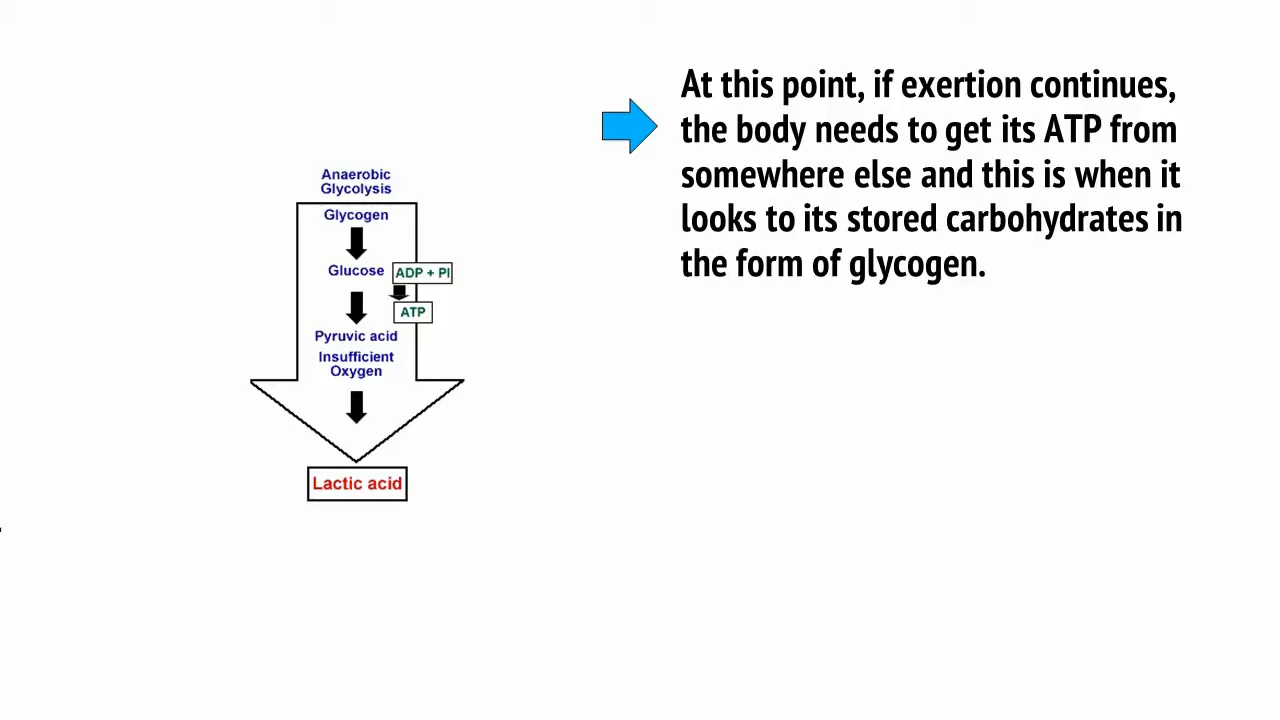 Anaerobic
Glycolysis
Glycogen
Glucose
ADP + PI
ATP
Pyruvic acid
Insufficient
Oxygen
Lactic acid
At this point, if exertion continues,
the body needs to get its ATP from
somewhere else and this is when it
looks to its stored carbohydrates in
the form of glycogen.